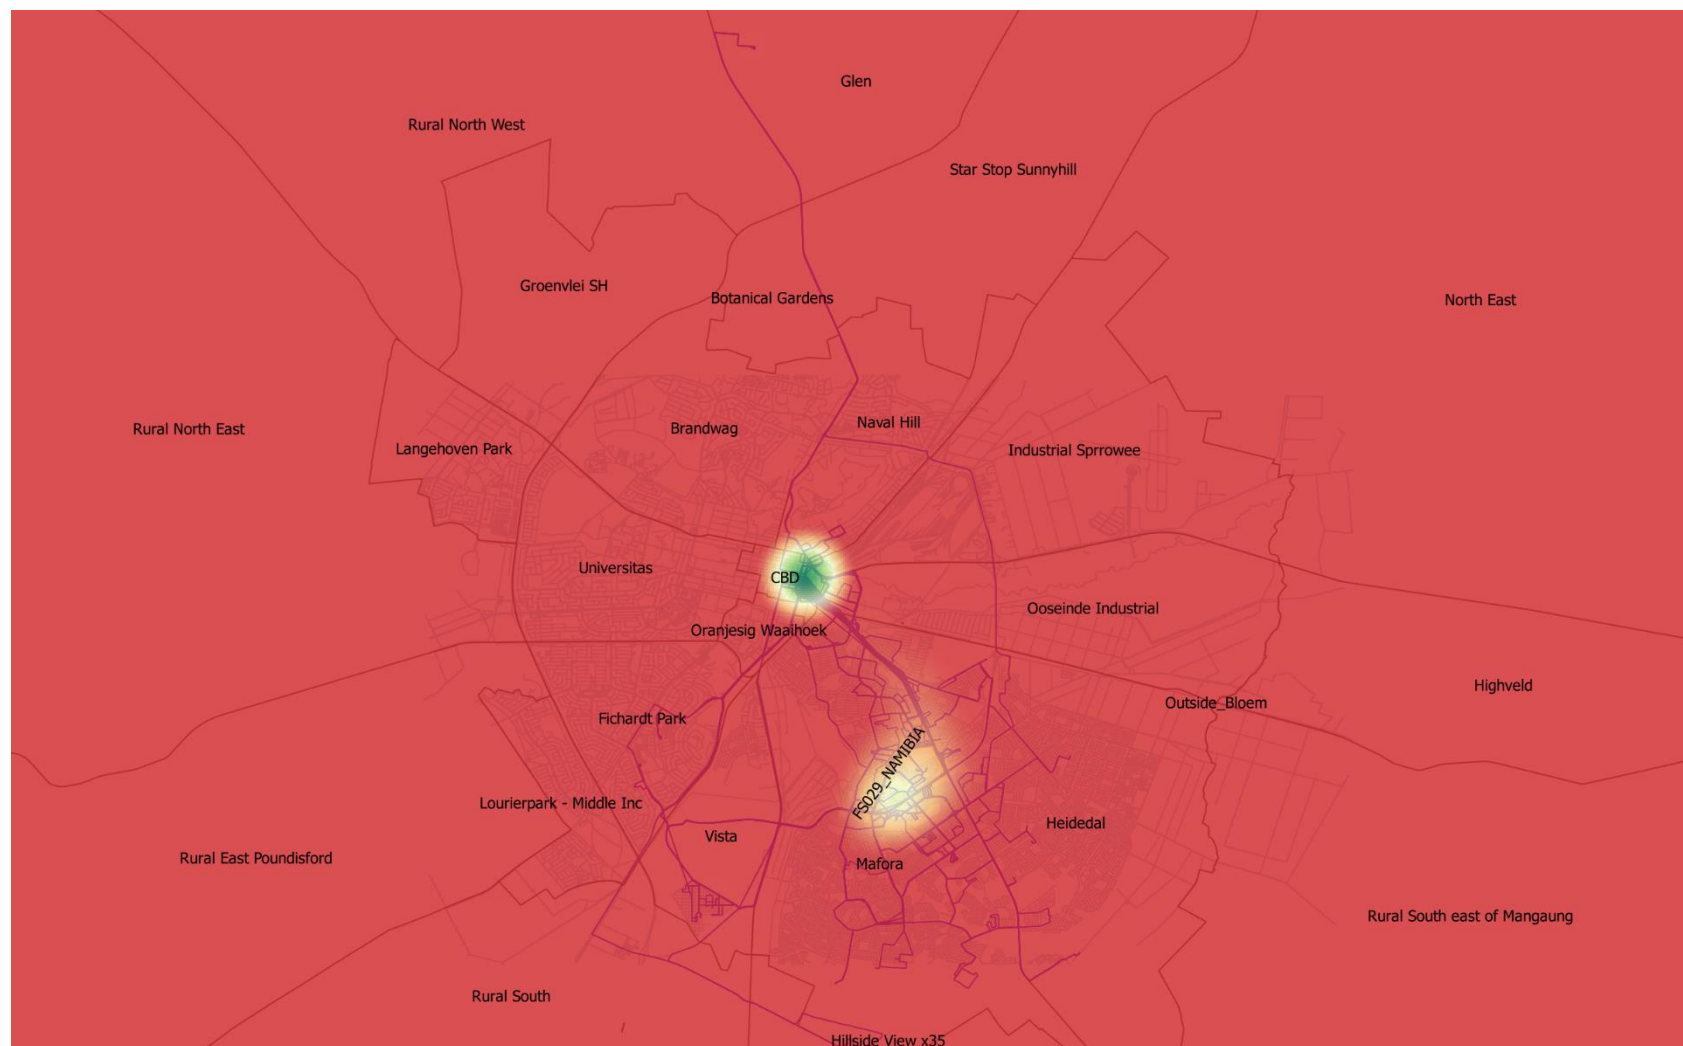 Glen
Rural North West
Star Stop Sunnyhill
Groenvlei SH
Botanical Gardens
North East
Rural North East
Brandwag
Naval Hill
Langehoven Park
Industrial Sprrowee
Universitas
CBD
Ooseinde Industrial
Oranjesig Waaihoek
Highveld
Outside_Bloem
Fichardt Park
FS029_NAMIBIA
Lourierpark - Middle Inc
Heidedal
Vista
Rural East Poundisford
Mafora
Rural South east of Mangaung
Rural South
Hillside View x35